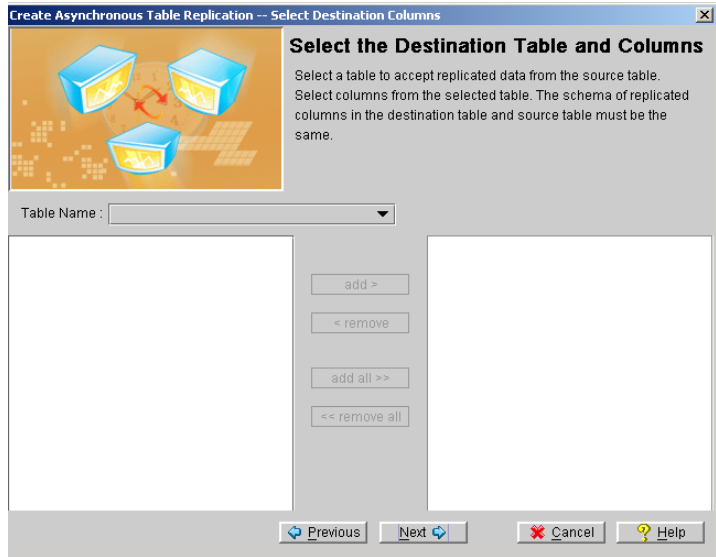 Create Asynchronous Table Replication -- Select Destination Columns
Select the Destination Table and Columns
Select a table to accept replicated data from the source table.
Select columns from the selected table. The schema of replicated
columns in the destination table and source table must be the
same.
Table Name :
add >
< remove
add all >>
<< remove all
Previous
Next
Cancel
Help